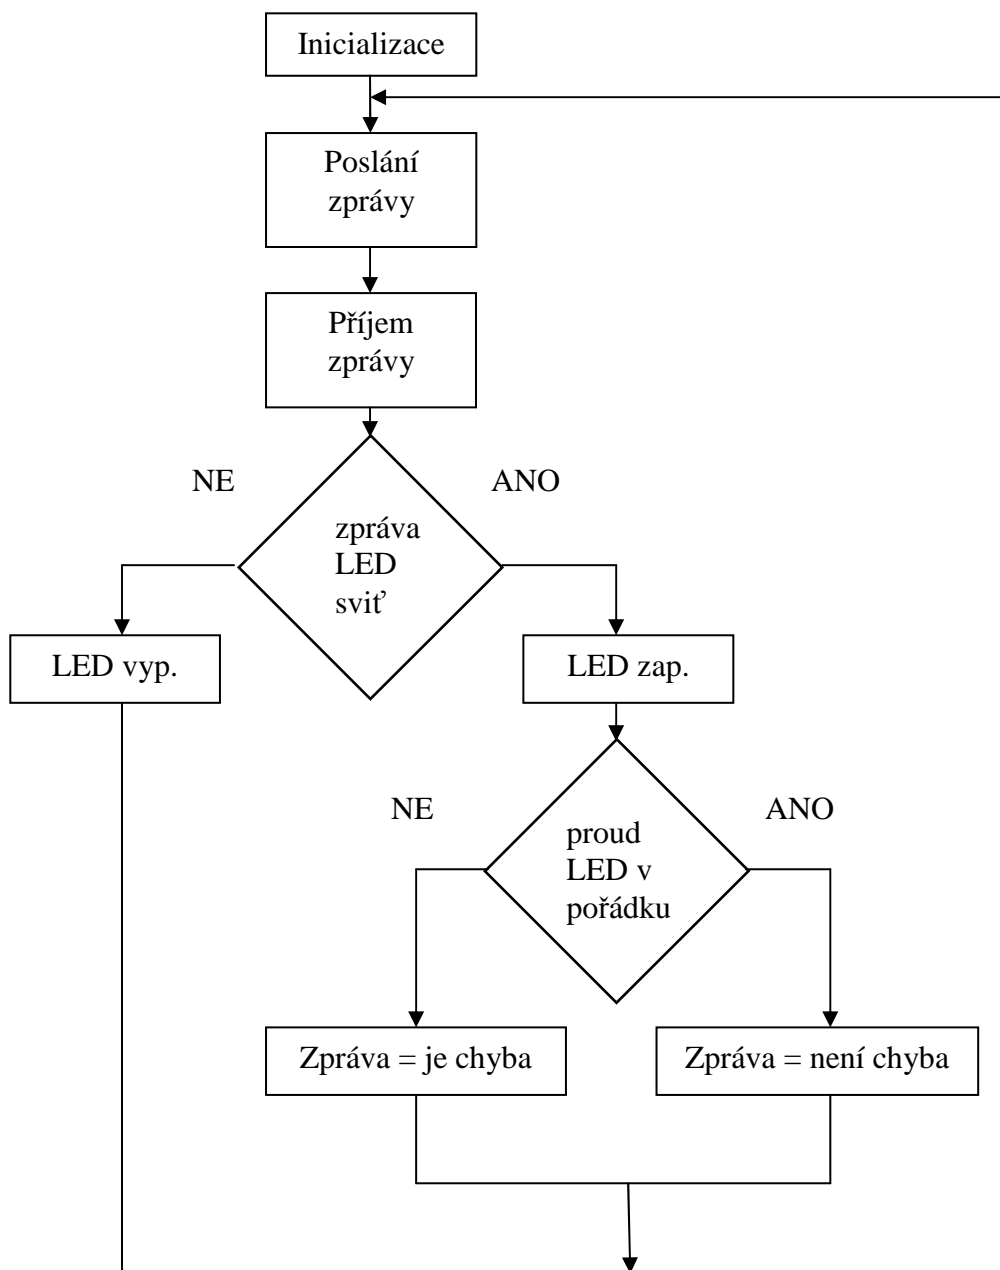 Inicializace
Poslání
zprávy
Příjem
zprávy
NE
ANO
zpráva
LED
sviť
LED vyp.
LED zap.
NE
ANO
proud
LED v
pořádku
Zpráva = je chyba
Zpráva = není chyba